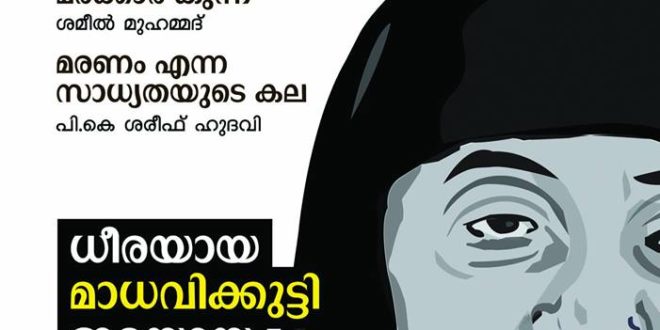 ശമീൽ മുഹമ്മദ്
മരണം എന്ന
സാധ്യതയുടെ കല
പി.കെ ശരീഫ് ഹുദവി
ധീരയായ
മാധവിക്കുട്ടി